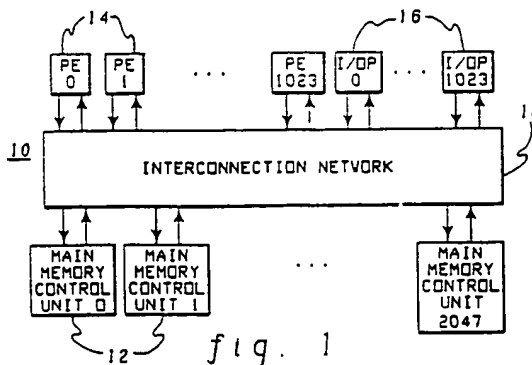 14
16
PE
0
PE
1
...
PE
1023
I/OP
0
...
I/OP
1023
10
INTERCONNECTION NETWORK
MAIN
MEMORY
CONTROL
UNIT 0
MAIN
MEMORY
CONTROL
UNIT 1
...
MAIN
MEMORY
CONTROL
UNIT
2047
12
fig. 1